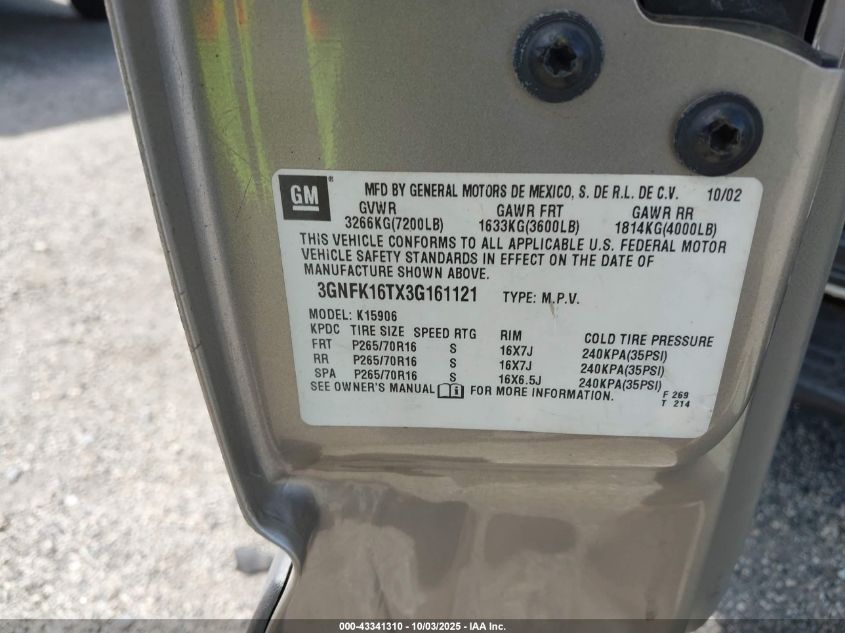 GM ® MFD BY GENERAL MOTORS DE MEXICO, S. DE R.L. DE C.V. 10/02
GVWR GAWR FRT GAWR RR
3266KG(7200LB) 1633KG(3600LB) 1814KG(4000LB)
THIS VEHICLE CONFORMS TO ALL APPLICABLE U.S. FEDERAL MOTOR
VEHICLE SAFETY STANDARDS IN EFFECT ON THE DATE OF
MANUFACTURE SHOWN ABOVE.
3GNFK16TX3G161121 TYPE: M.P.V.
MODEL: K15906
KPDC TIRE SIZE SPEED RTG RIM COLD TIRE PRESSURE
FRT P265/70R16 S 16X7J 240KPA(35PSI)
RR P265/70R16 S 16X7J 240KPA(35PSI)
SPA P265/70R16 S 16X6.5J 240KPA(35PSI)
SEE OWNER'S MANUAL i FOR MORE INFORMATION.
F 269
T 214
000-43341310 - 10/03/2025 - IAA Inc.